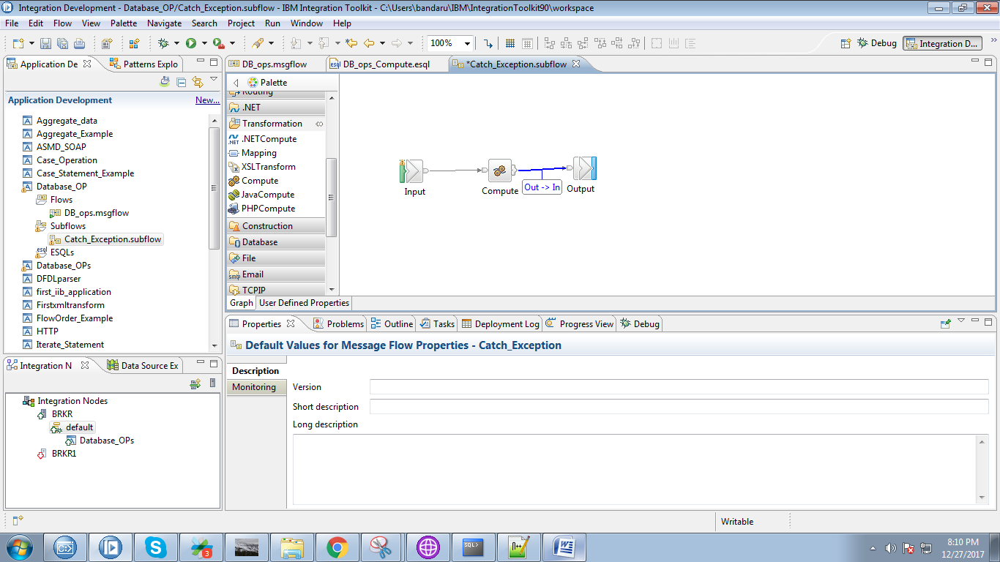 Integration Development - Database_OP/Catch_Exception.subflow - IBM Integration Toolkit - C:\Users\bandaru\IBM\IntegrationToolkit90\workspace
File Edit Flow View Palette Navigate Search Project Run Window Help
100% Debug Integration D... »
Application De Patterns Explo
Application Development New...
Aggregate_data
Aggregate_Example
ASMD_SOAP
Case_Operation
Case_Statement_Example
Database_OP
Flows
DB_ops.msgflow
Subflows
Catch_Exception.subflow
esql ESQLs
Database_OPs
DFDLparser
first_iib_application
Firstxmltransform
FlowOrder_Example
HTTP
Iterate_Statement
Integration N Data Source Ex
Integration Nodes
BRKR
default
Database_OPs
BRKR1
DB_ops.msgflow esql DB_ops_Compute.esql *Catch_Exception.subflow
Palette
Routing
.NET
Transformation
.NET .NETCompute
Mapping
XSLTransform
Compute
JavaCompute
PHPCompute
Construction
Database
File
smtp Email
TCPIP
Input Compute Out -> In Output
Graph User Defined Properties
Properties Problems Outline Tasks Deployment Log Progress View Debug
Default Values for Message Flow Properties - Catch_Exception
Description
Monitoring
Version
Short description
Long description
Writable
C:\> S 3 SQL> n++ W
8:10 PM
12/27/2017